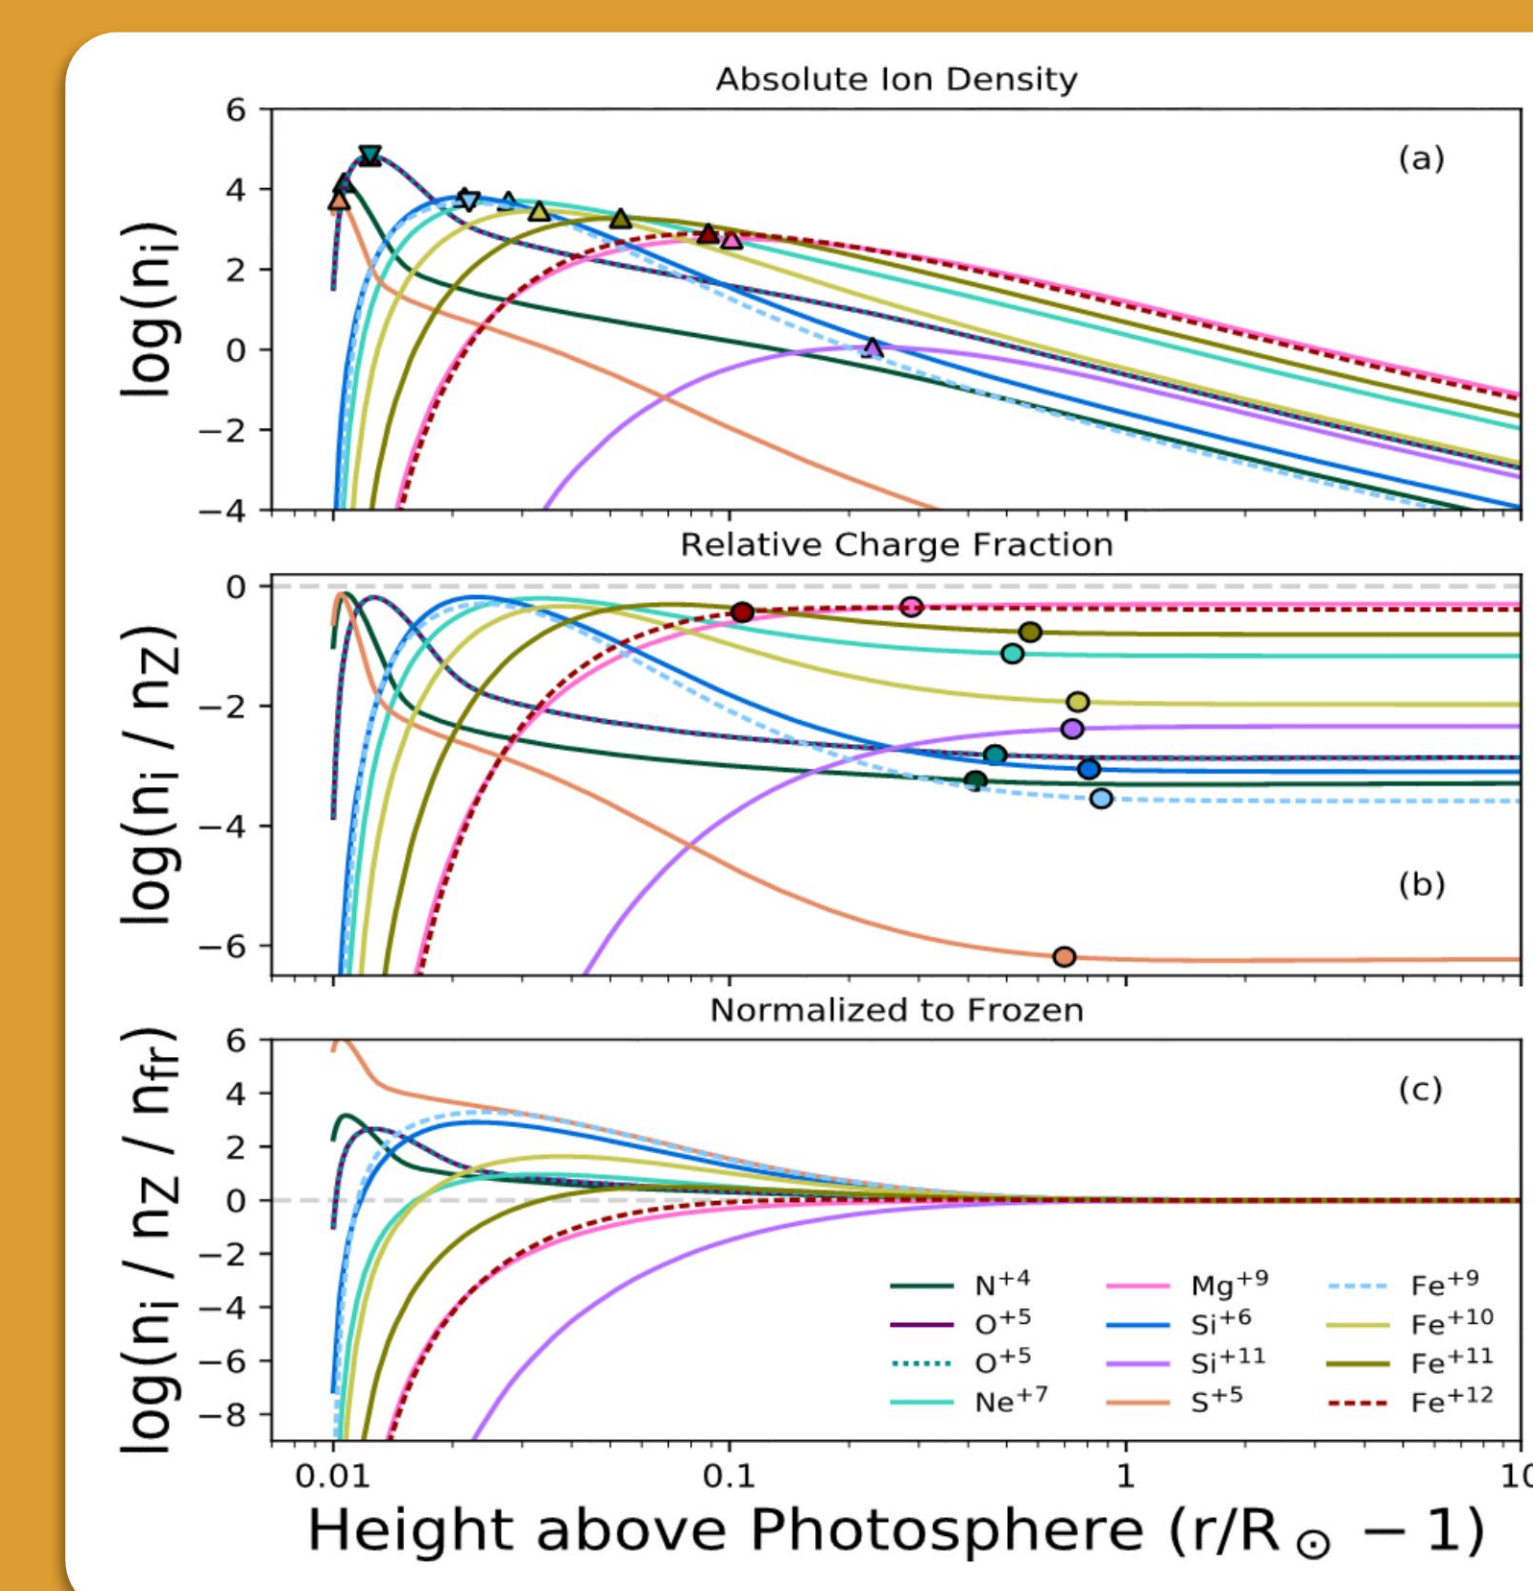 Absolute Ion Density
6
4
2
0
−2
−4
log(nᵢ)
(a)
Relative Charge Fraction
0
−2
−4
−6
log(nᵢ / nz)
(b)
Normalized to Frozen
6
4
2
0
−2
−4
−6
−8
log(nᵢ / nz / n_fr)
(c)
N⁺⁴ Mg⁺⁹ Fe⁺⁹
O⁺⁵ Si⁺⁶ Fe⁺¹⁰
O⁺⁵ Si⁺¹¹ Fe⁺¹¹
Ne⁺⁷ S⁺⁵ Fe⁺¹²
0.01 0.1 1 10
Height above Photosphere (r/R☉ − 1)